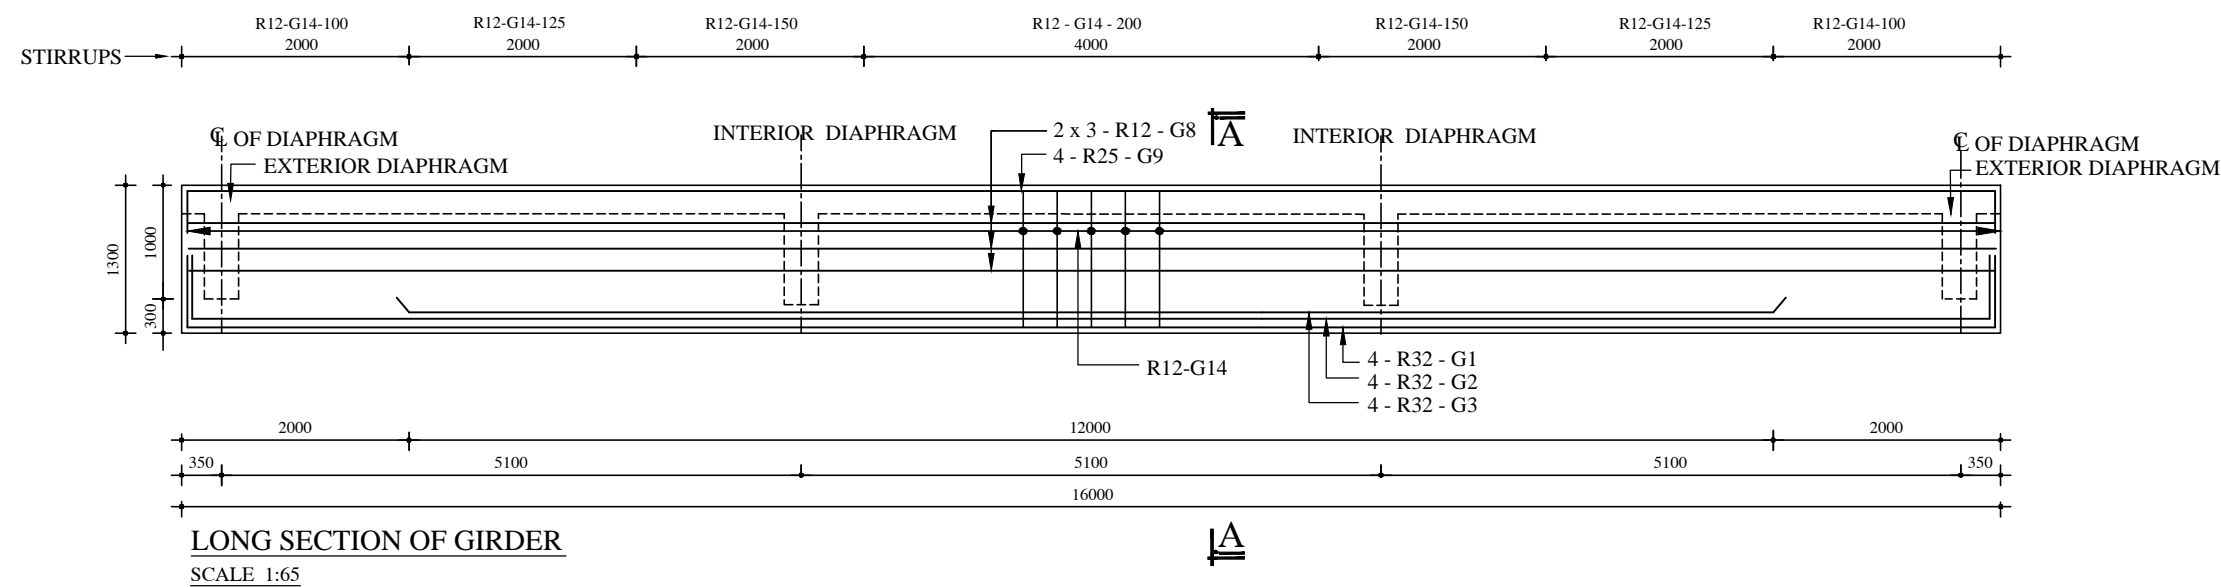 R12-G14-100 R12-G14-125 R12-G14-150 R12 - G14 - 200 R12-G14-150 R12-G14-125 R12-G14-100
2000 2000 2000 4000 2000 2000 2000
STIRRUPS
℄ OF DIAPHRAGM
EXTERIOR DIAPHRAGM
INTERIOR DIAPHRAGM
2 x 3 - R12 - G8
4 - R25 - G9
A
INTERIOR DIAPHRAGM
℄ OF DIAPHRAGM
EXTERIOR DIAPHRAGM
1300
1000
300
R12-G14
4 - R32 - G1
4 - R32 - G2
4 - R32 - G3
2000 12000 2000
350 5100 5100 5100 350
16000
LONG SECTION OF GIRDER
SCALE 1:65
A